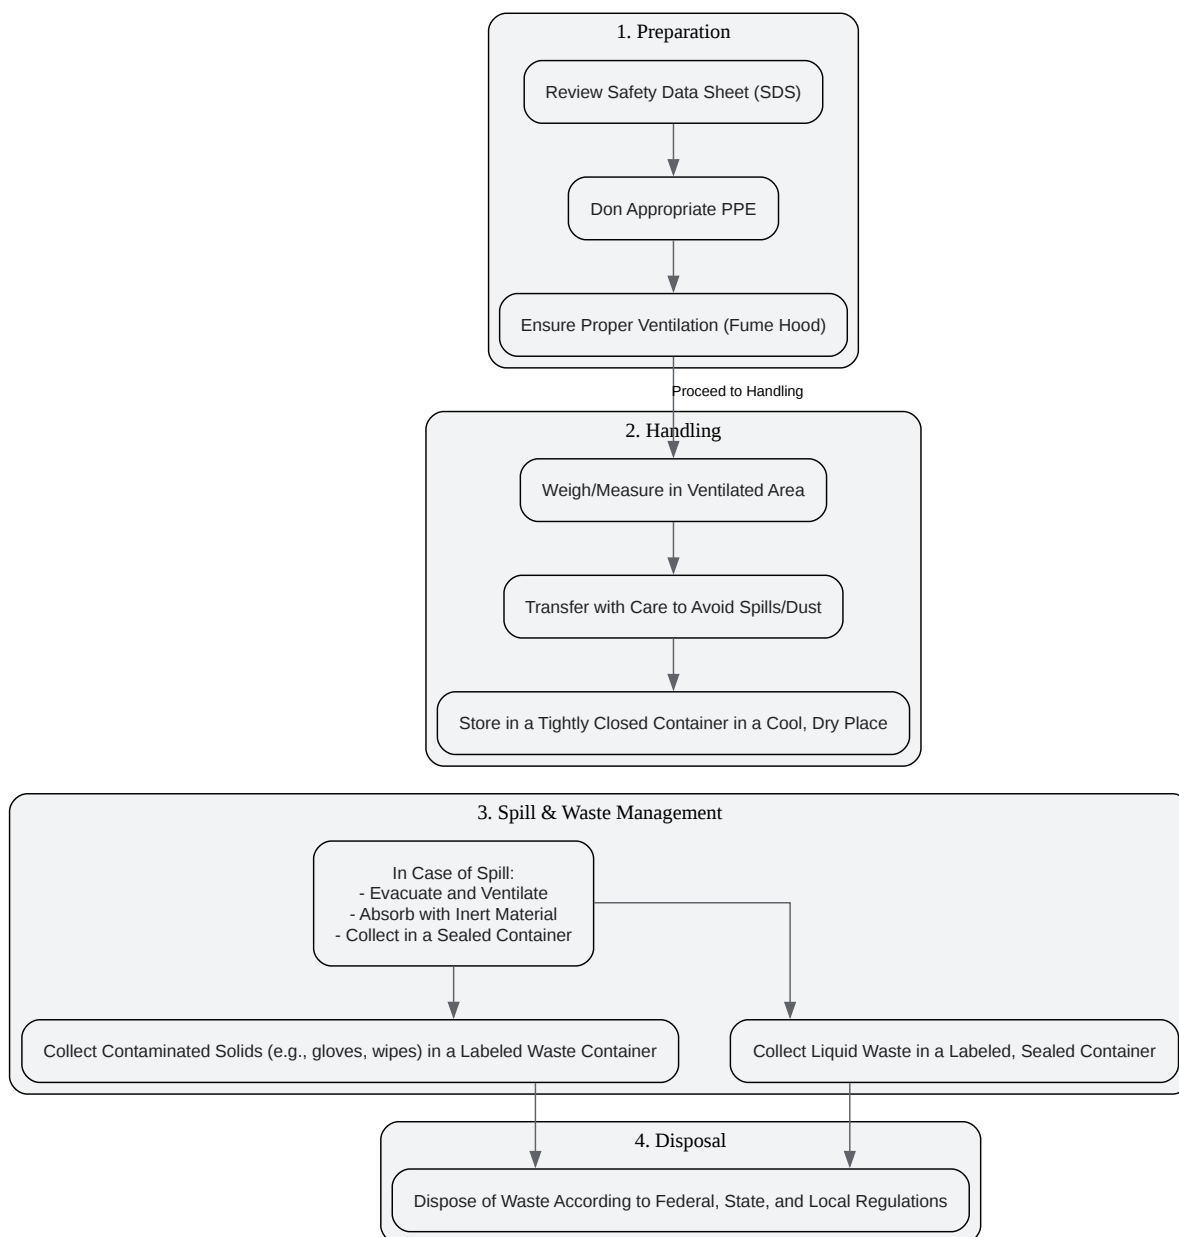 1. Preparation
Review Safety Data Sheet (SDS)
Don Appropriate PPE
Ensure Proper Ventilation (Fume Hood)
Proceed to Handling
2. Handling
Weigh/Measure in Ventilated Area
Transfer with Care to Avoid Spills/Dust
Store in a Tightly Closed Container in a Cool, Dry Place
3. Spill & Waste Management
In Case of Spill:
- Evacuate and Ventilate
- Absorb with Inert Material
- Collect in a Sealed Container
Collect Contaminated Solids (e.g., gloves, wipes) in a Labeled Waste Container
Collect Liquid Waste in a Labeled, Sealed Container
4. Disposal
Dispose of Waste According to Federal, State, and Local Regulations